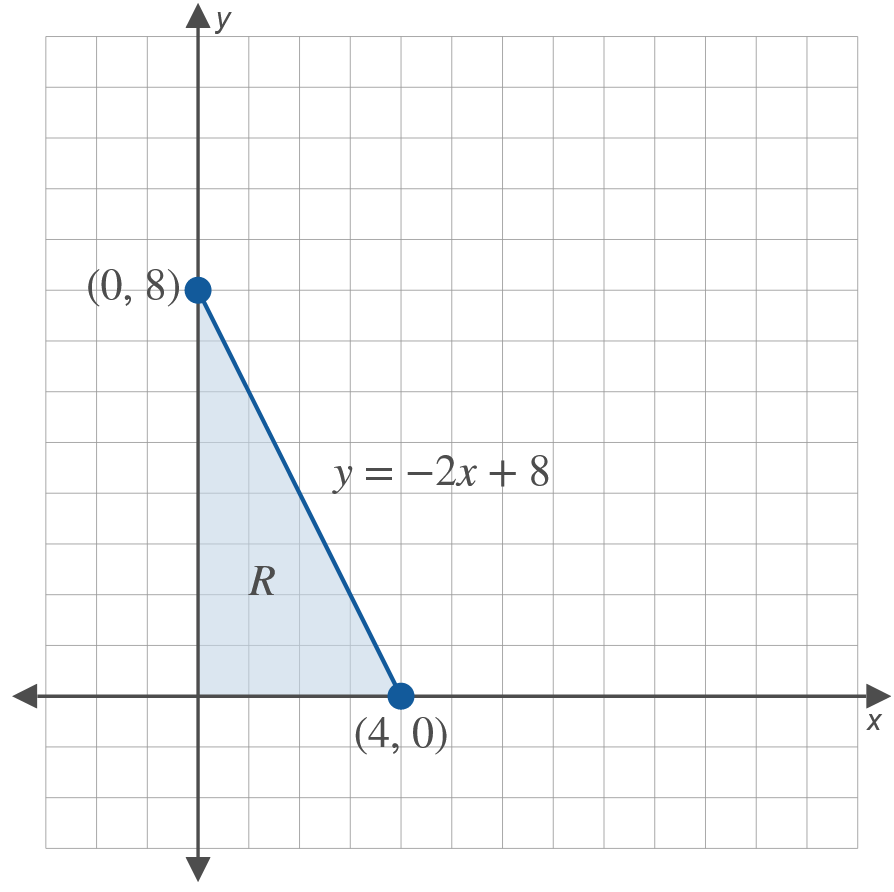 y
(0, 8)
y = −2x + 8
R
(4, 0)
x